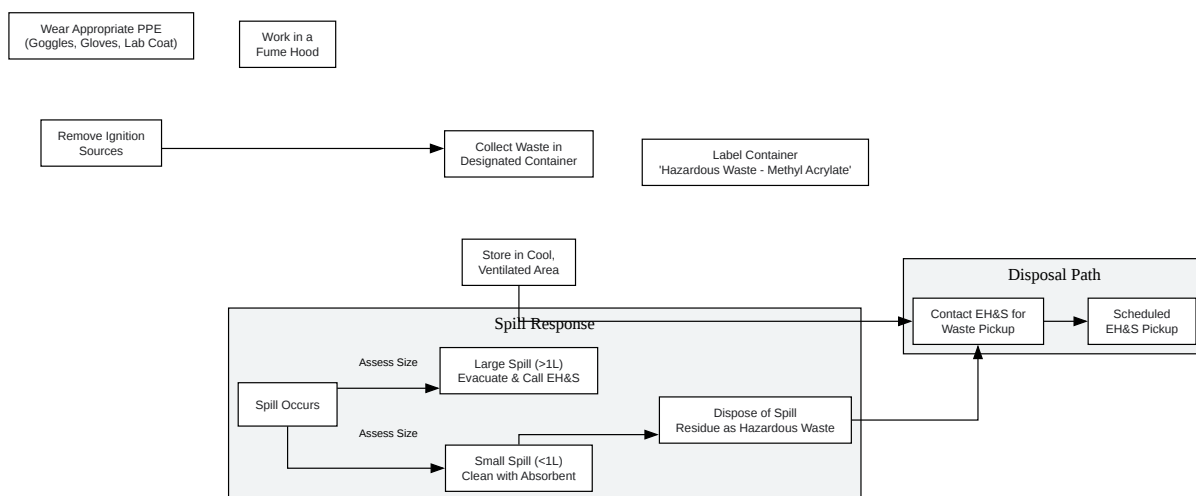 Wear Appropriate PPE
(Goggles, Gloves, Lab Coat)
Work in a
Fume Hood
Remove Ignition
Sources
Collect Waste in
Designated Container
Label Container
'Hazardous Waste - Methyl Acrylate'
Store in Cool,
Ventilated Area
Disposal Path
Contact EH&S for
Waste Pickup
Scheduled
EH&S Pickup
Spill Response
Assess Size
Large Spill (>1L)
Evacuate & Call EH&S
Spill Occurs
Assess Size
Dispose of Spill
Residue as Hazardous Waste
Small Spill (<1L)
Clean with Absorbent